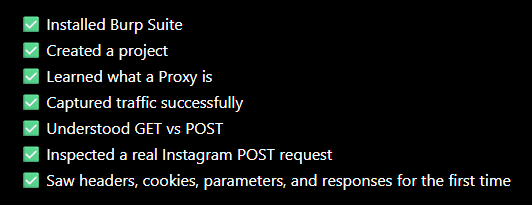 ✅ Installed Burp Suite
✅ Created a project
✅ Learned what a Proxy is
✅ Captured traffic successfully
✅ Understood GET vs POST
✅ Inspected a real Instagram POST request
✅ Saw headers, cookies, parameters, and responses for the first time